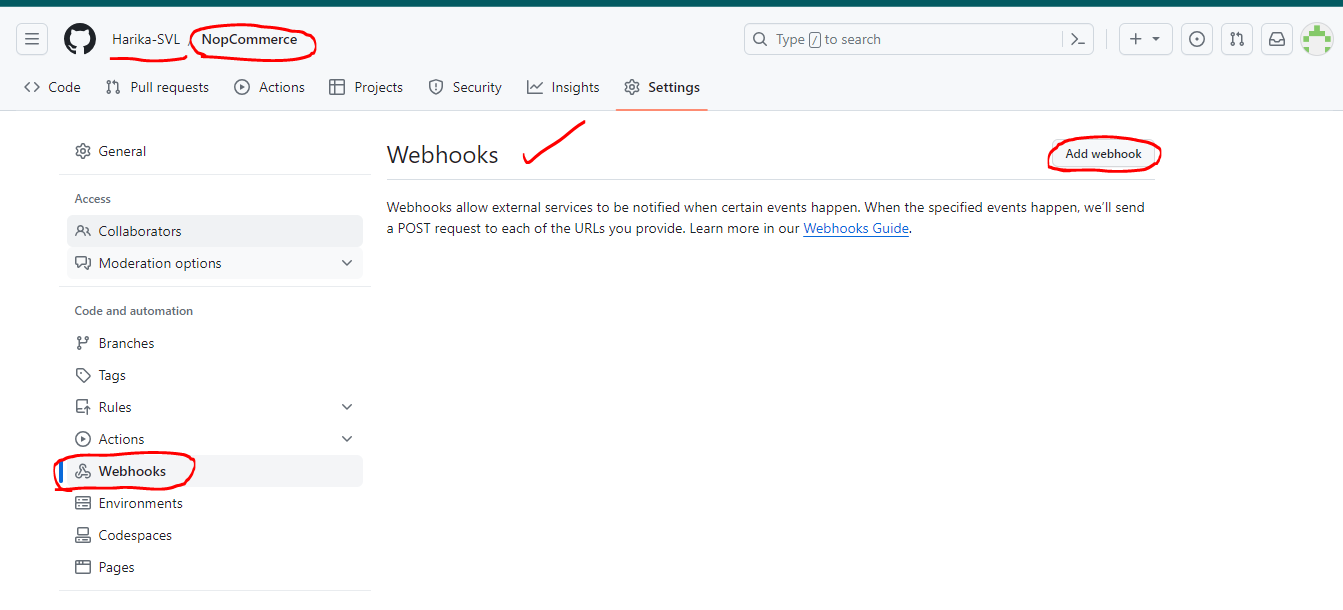 Harika-SVL / NopCommerce
Type / to search
Code Pull requests Actions Projects Security Insights Settings
General
Webhooks
Add webhook
Access
Webhooks allow external services to be notified when certain events happen. When the specified events happen, we'll send
a POST request to each of the URLs you provide. Learn more in our Webhooks Guide.
Collaborators
Moderation options
Code and automation
Branches
Tags
Rules
Actions
Webhooks
Environments
Codespaces
Pages